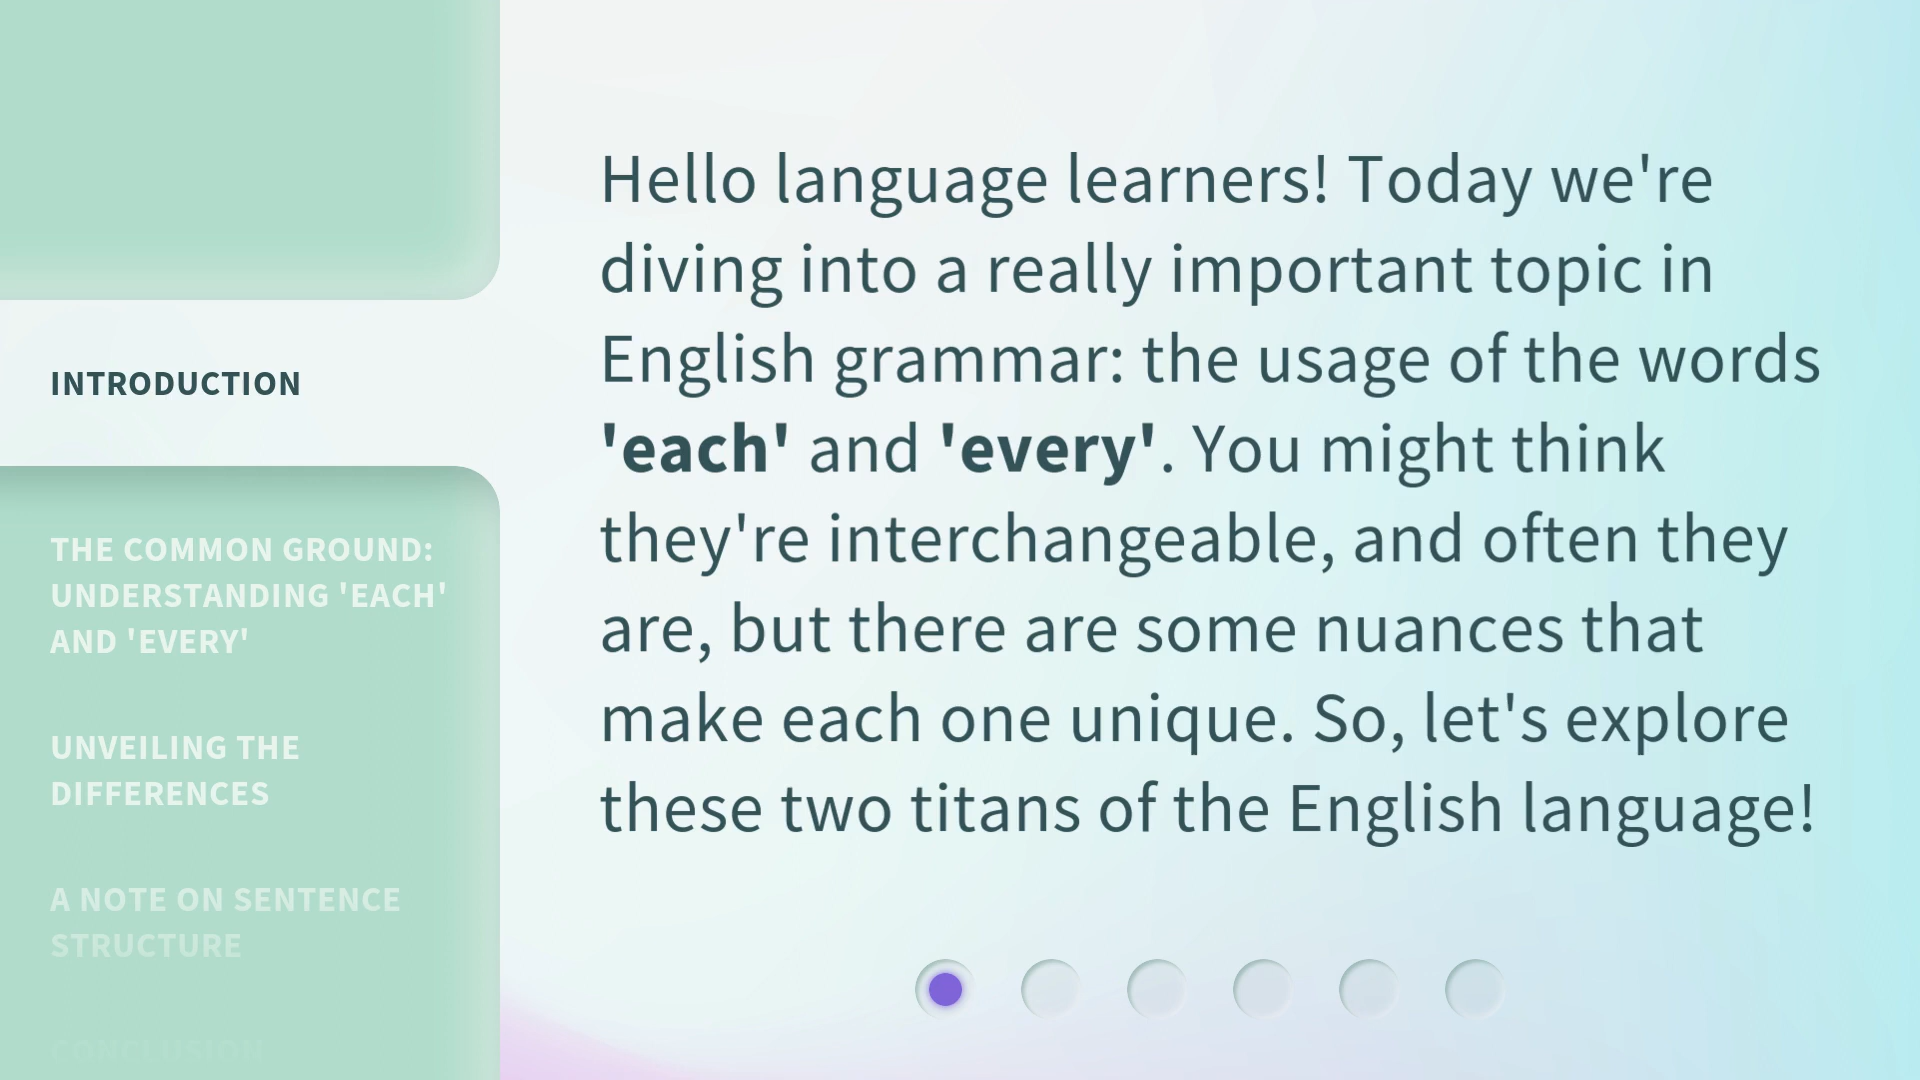 INTRODUCTION
THE COMMON GROUND:
UNDERSTANDING 'EACH'
AND 'EVERY'
UNVEILING THE
DIFFERENCES
A NOTE ON SENTENCE
STRUCTURE
CONCLUSION
Hello language learners! Today we're
diving into a really important topic in
English grammar: the usage of the words
'each' and 'every'. You might think
they're interchangeable, and often they
are, but there are some nuances that
make each one unique. So, let's explore
these two titans of the English language!